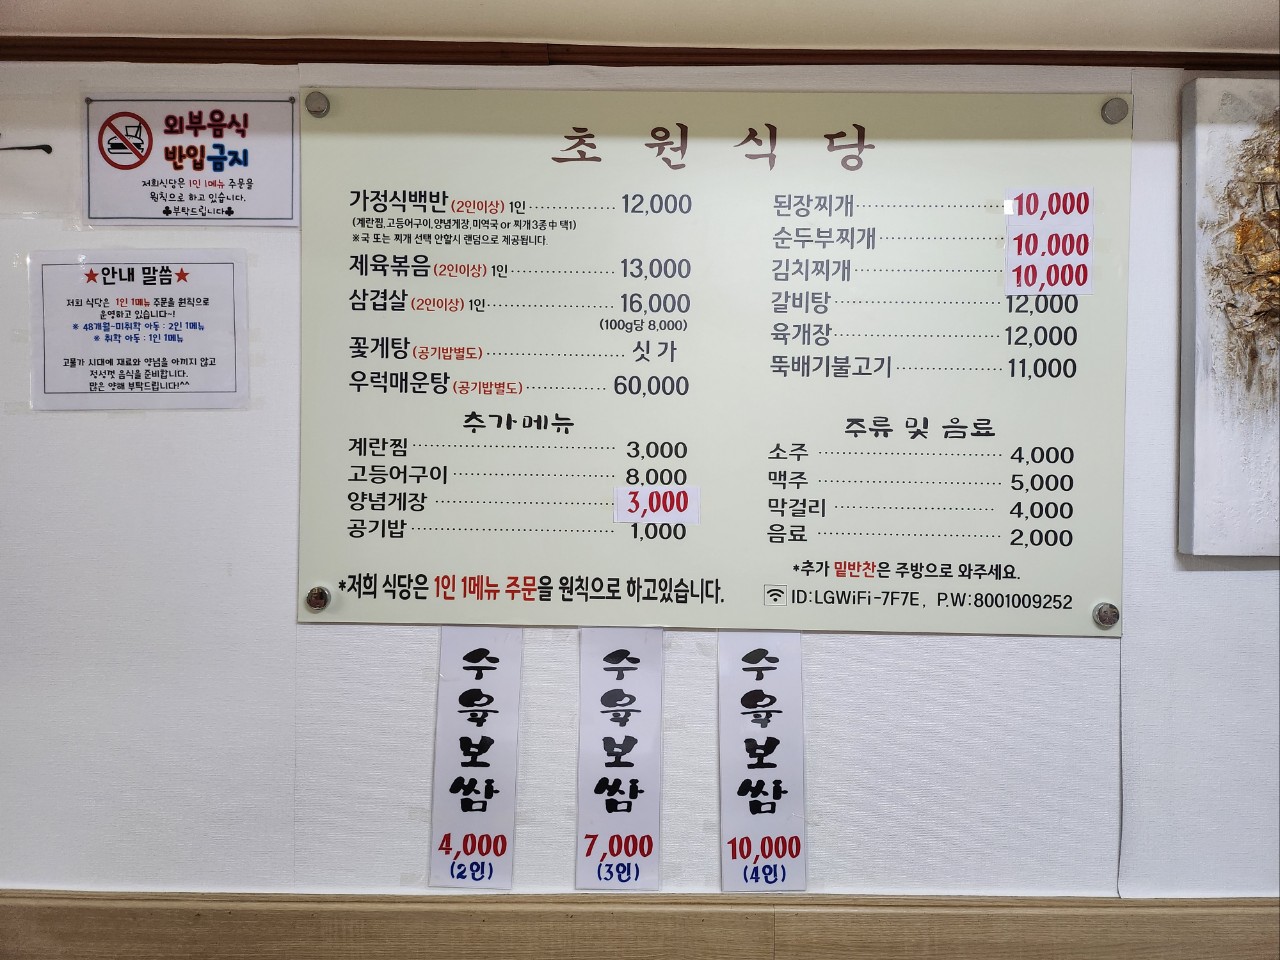 외부음식
반입금지
저희식당은 1인 1메뉴 주문을
원칙으로 하고 있습니다.
♣부탁드립니다♣
★안내 말씀★
저희 식당은 1인 1메뉴 주문을 원칙으로
운영하고 있습니다~!
※ 48개월-미취학 아동 : 2인 1메뉴
※ 취학 아동 : 1인 1메뉴
고물가 시대에 재료와 양념을 아끼지 않고
정성껏 음식을 준비합니다.
많은 양해 부탁드립니다!^^
초원식당
가정식백반(2인이상) 1인 12,000
(계란찜,고등어구이,양념게장,미역국 or 찌개3종中 택1)
※국 또는 찌개 선택 안할시 랜덤으로 제공됩니다.
제육볶음(2인이상) 1인 13,000
삼겹살(2인이상) 1인 16,000
(100g당 8,000)
꽃게탕(공기밥별도) 싯가
우럭매운탕(공기밥별도) 60,000
추가메뉴
계란찜 3,000
고등어구이 8,000
양념게장 3,000
공기밥 1,000
*저희 식당은 1인 1메뉴 주문을 원칙으로 하고있습니다.
된장찌개 10,000
순두부찌개 10,000
김치찌개 10,000
갈비탕 12,000
육개장 12,000
뚝배기불고기 11,000
주류 및 음료
소주 4,000
맥주 5,000
막걸리 4,000
음료 2,000
*추가 밑반찬은 주방으로 와주세요.
ID:LGWiFi-7F7E, P.W:8001009252
수육보쌈
4,000
(2인)
수육보쌈
7,000
(3인)
수육보쌈
10,000
(4인)